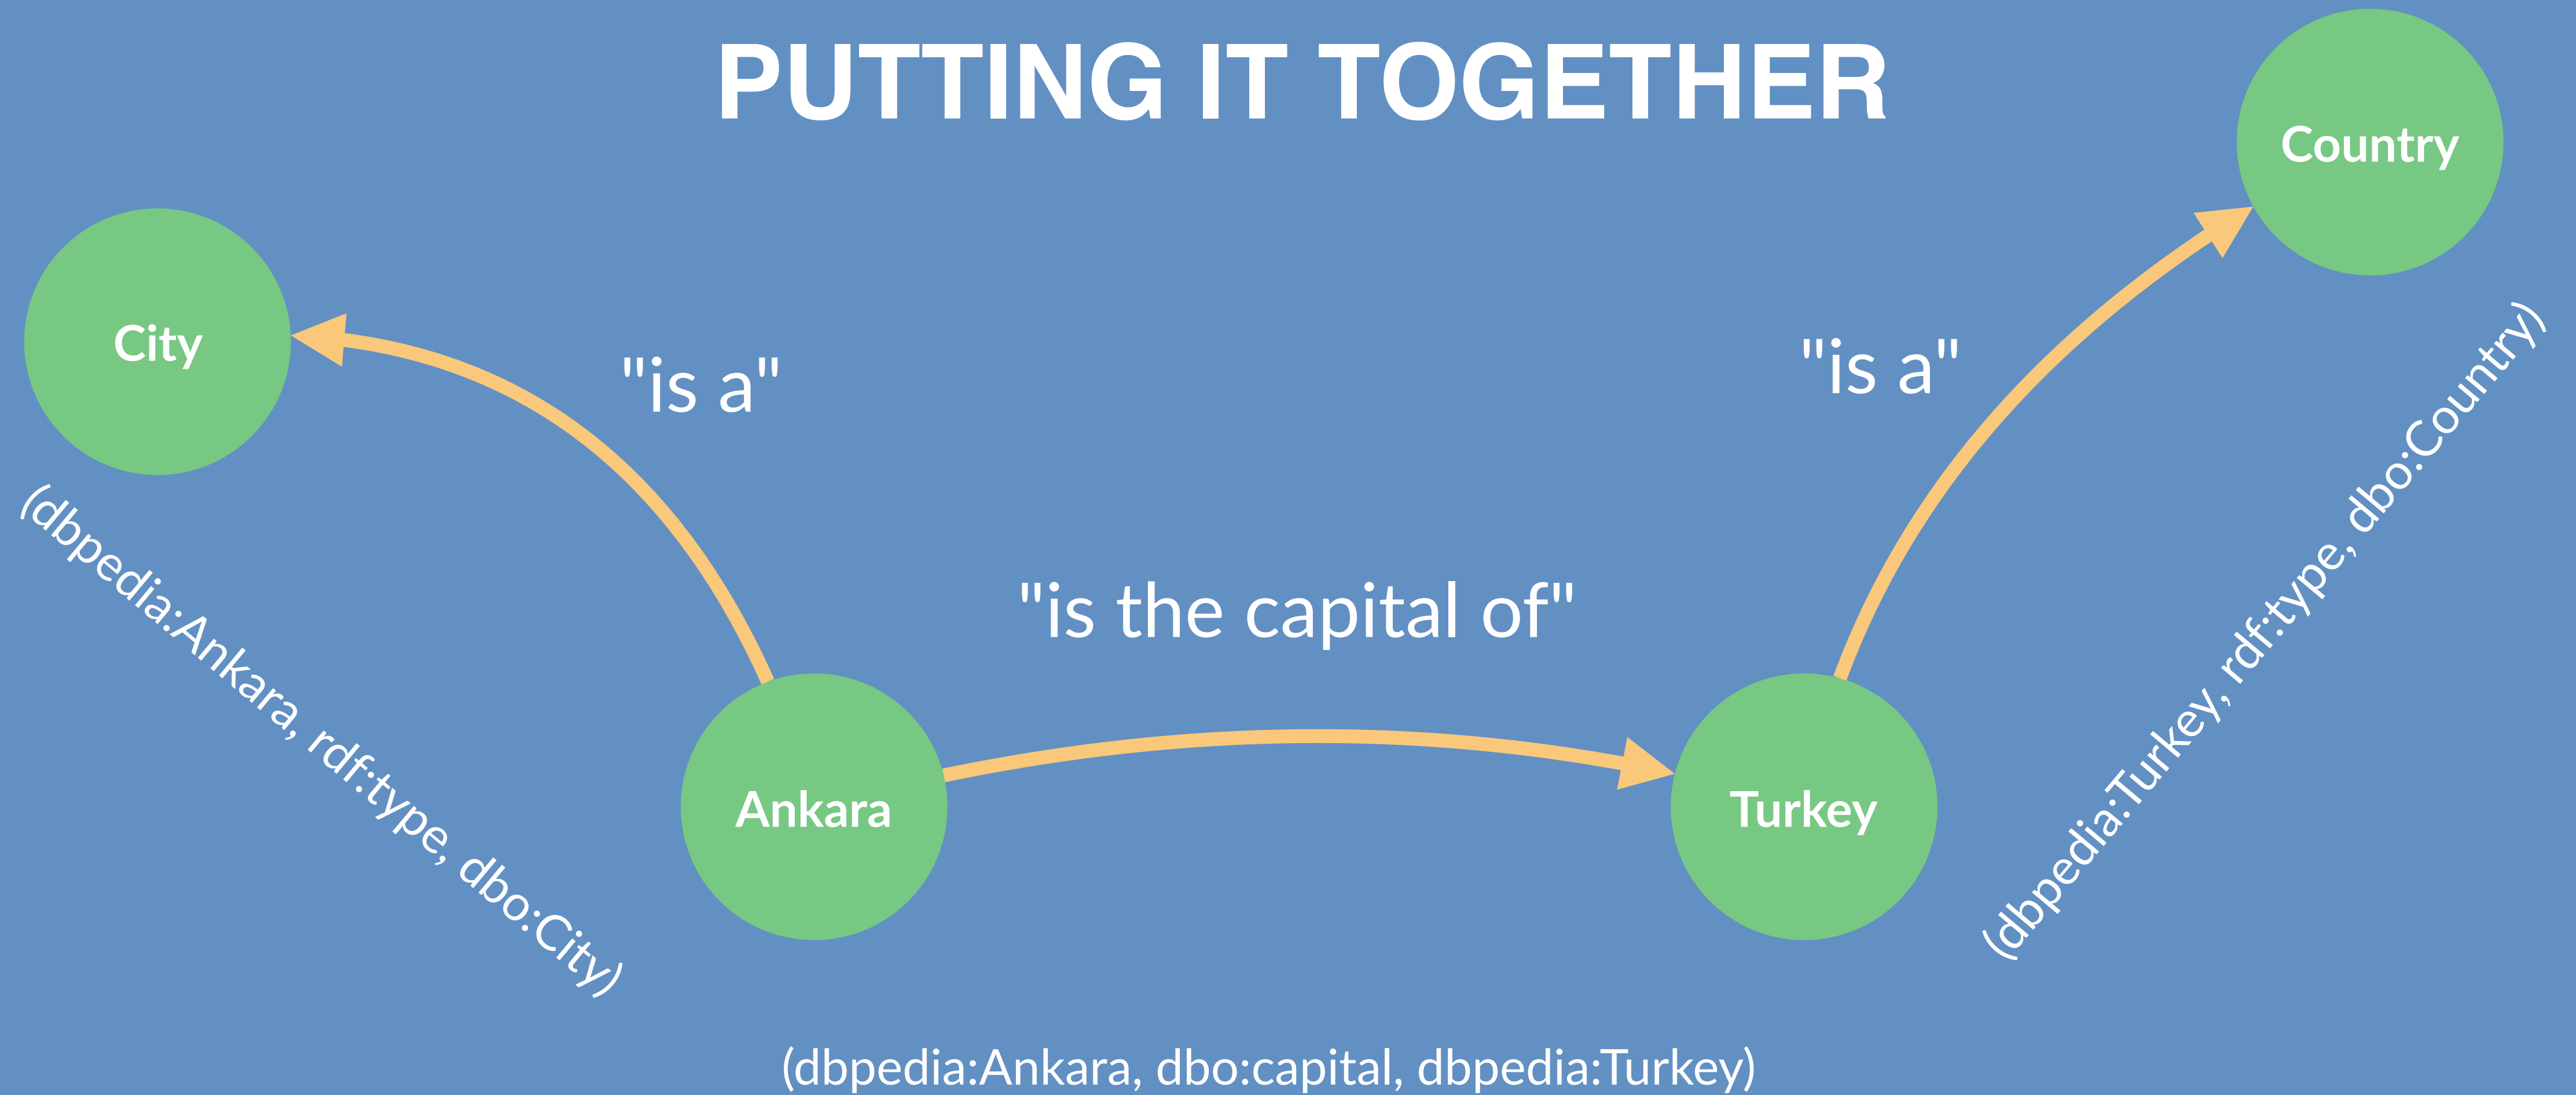 PUTTING IT TOGETHER
Country
City
"is a"
"is a"
(dbpedia:Ankara, rdf:type, dbo:City)
(dbpedia:Turkey, rdf:type, dbo:Country)
"is the capital of"
Ankara
Turkey
(dbpedia:Ankara, dbo:capital, dbpedia:Turkey)